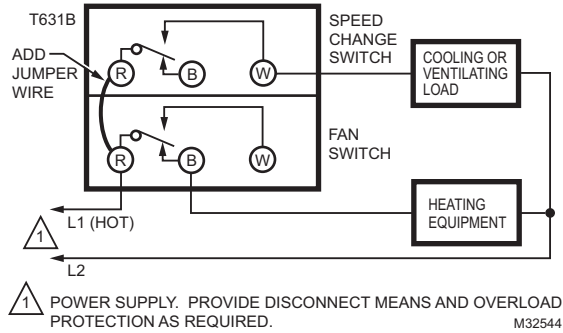 T631B
SPEED
CHANGE
SWITCH
ADD
JUMPER
WIRE
R
B
W
COOLING OR
VENTILATING
LOAD
FAN
SWITCH
R
B
W
HEATING
EQUIPMENT
L1 (HOT)
1
L2
1 POWER SUPPLY. PROVIDE DISCONNECT MEANS AND OVERLOAD
PROTECTION AS REQUIRED.
M32544